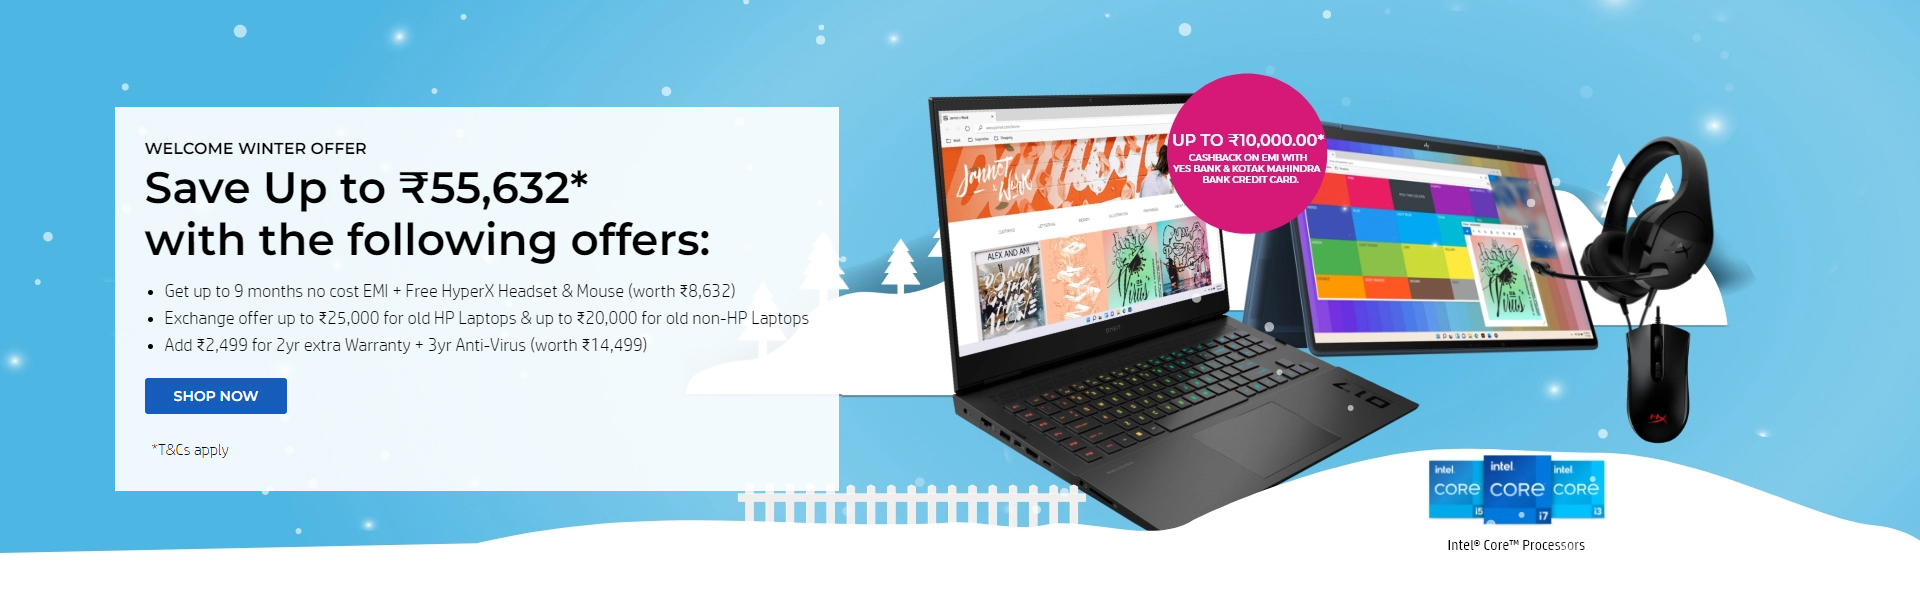 WELCOME WINTER OFFER
Save Up to ₹55,632*
with the following offers:
• Get up to 9 months no cost EMI + Free HyperX Headset & Mouse (worth ₹8,632)
• Exchange offer up to ₹25,000 for old HP Laptops & up to ₹20,000 for old non-HP Laptops
• Add ₹2,499 for 2yr extra Warranty + 3yr Anti-Virus (worth ₹14,499)
SHOP NOW
*T&Cs apply
UP TO ₹10,000.00*
CASHBACK ON EMI WITH
YES BANK & KOTAK MAHINDRA
BANK CREDIT CARD.
ALEX AND AMI
intel
CORE
i5
intel
CORE
i7
intel
CORE
i3
Intel® Core™ Processors